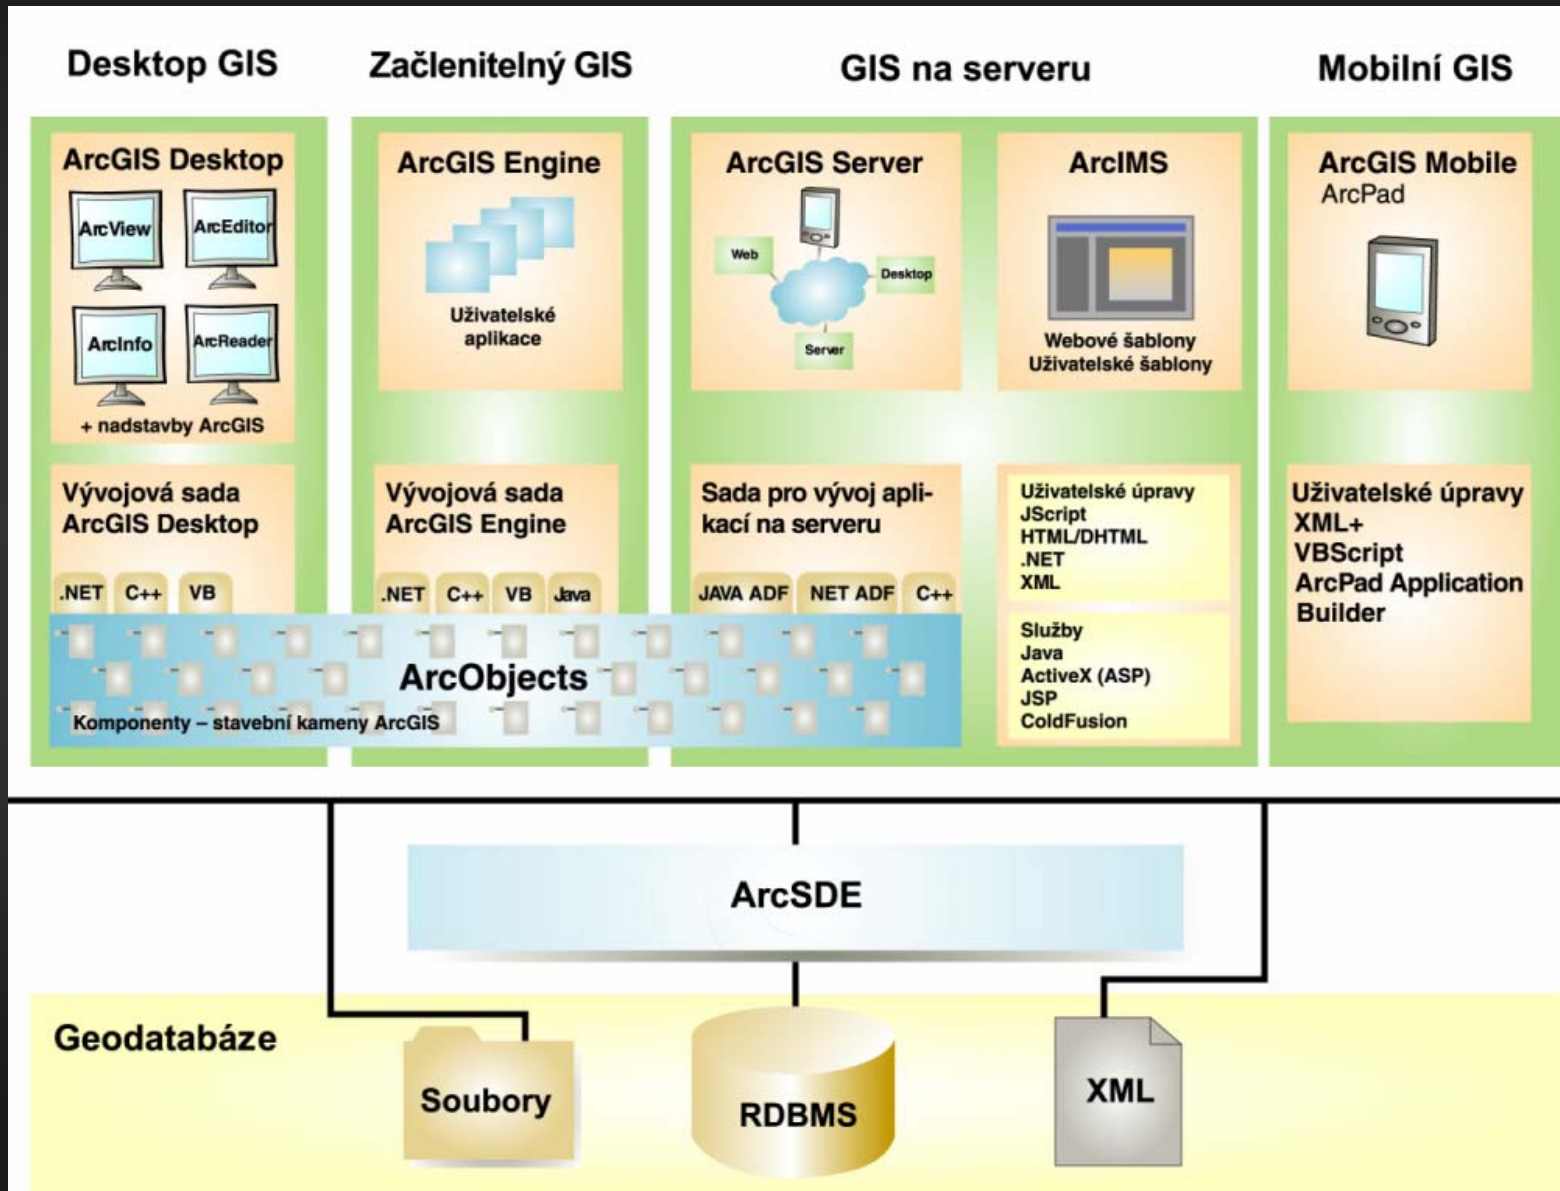 Desktop GIS
Začlenitelný GIS
GIS na serveru
Mobilní GIS
ArcGIS Desktop
ArcView
ArcEditor
ArcInfo
ArcReader
+ nadstavby ArcGIS
ArcGIS Engine
Uživatelské
aplikace
ArcGIS Server
Web
Desktop
Server
ArcIMS
Webové šablony
Uživatelské šablony
ArcGIS Mobile
ArcPad
Vývojová sada
ArcGIS Desktop
.NET
C++
VB
Vývojová sada
ArcGIS Engine
.NET
C++
VB
Java
Sada pro vývoj apli-
kací na serveru
JAVA ADF
NET ADF
C++
Uživatelské úpravy
JScript
HTML/DHTML
.NET
XML
Služby
Java
ActiveX (ASP)
JSP
ColdFusion
Uživatelské úpravy
XML+
VBScript
ArcPad Application
Builder
ArcObjects
Komponenty – stavební kameny ArcGIS
ArcSDE
Geodatabáze
Soubory
RDBMS
XML